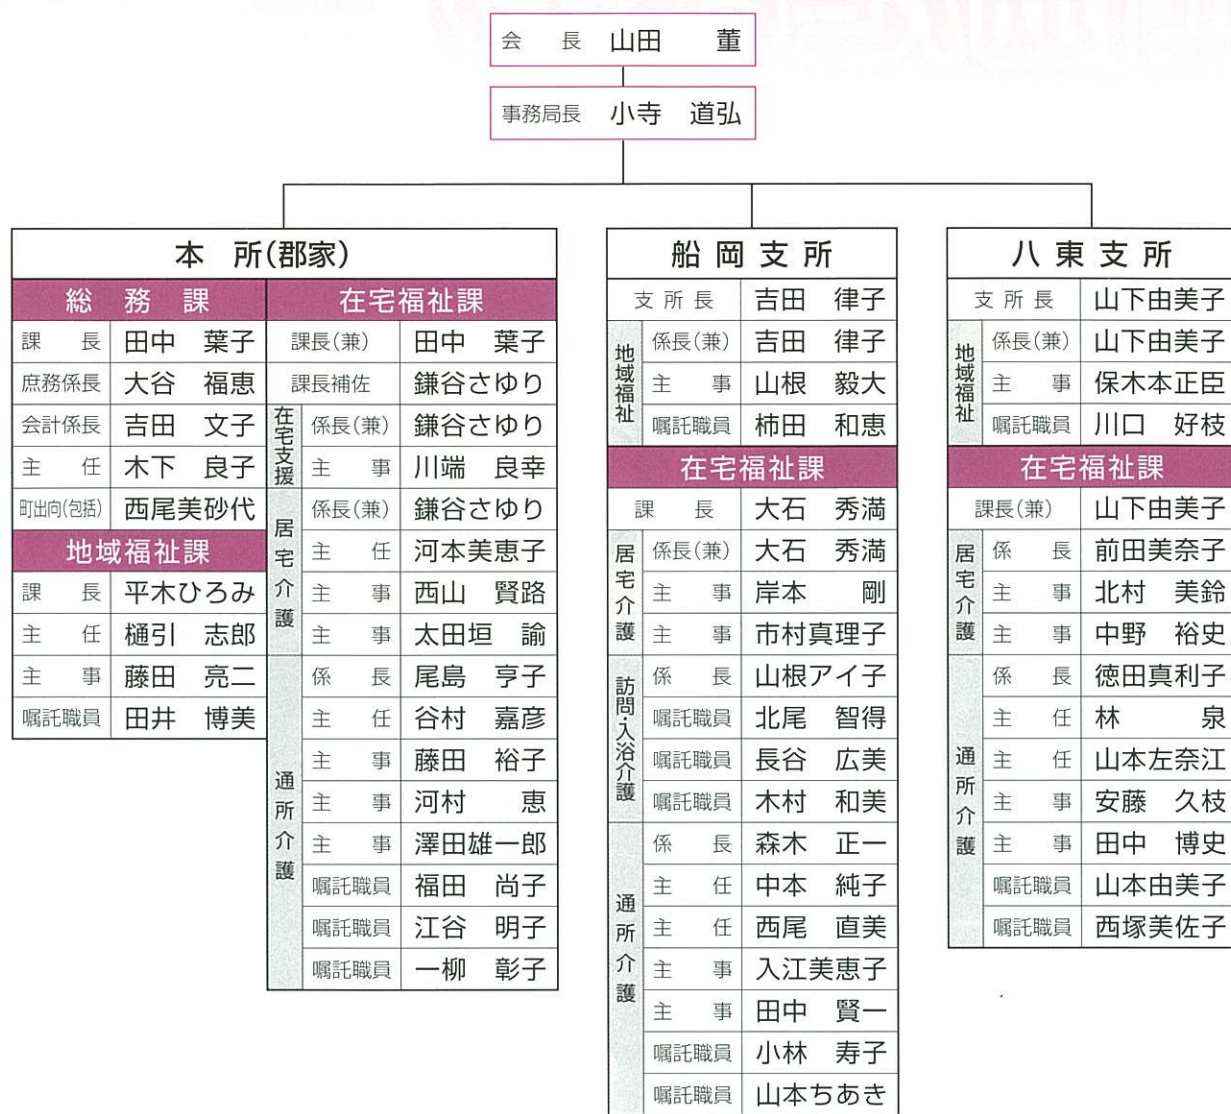 会　長 山田　　董
事務局長 小寺　道弘
本　所(郡家)
総　務　課
課　長 田中　葉子
庶務係長 大谷　福恵
会計係長 吉田　文子
主　任 木下　良子
町出向(包括) 西尾美砂代
地域福祉課
課　長 平木ひろみ
主　任 樋引　志郎
主　事 藤田　亮二
嘱託職員 田井　博美
在宅福祉課
課長(兼) 田中　葉子
課長補佐 鎌谷さゆり
在宅支援
係長(兼) 鎌谷さゆり
主　事 川端　良幸
居宅介護
係長(兼) 鎌谷さゆり
主　任 河本美恵子
主　事 西山　賢路
主　事 太田垣　諭
通所介護
係　長 尾島　亨子
主　任 谷村　嘉彦
主　事 藤田　裕子
主　事 河村　　恵
主　事 澤田雄一郎
嘱託職員 福田　尚子
嘱託職員 江谷　明子
嘱託職員 一柳　彰子
船岡支所
支所長 吉田　律子
地域福祉
係長(兼) 吉田　律子
主　事 山根　毅大
嘱託職員 柿田　和恵
在宅福祉課
課　長 大石　秀満
居宅介護
係長(兼) 大石　秀満
主　事 岸本　　剛
主　事 市村真理子
訪問・入浴介護
係　長 山根アイ子
嘱託職員 北尾　智得
嘱託職員 長谷　広美
嘱託職員 木村　和美
通所介護
係　長 森木　正一
主　任 中本　純子
主　任 西尾　直美
主　事 入江美恵子
主　事 田中　賢一
嘱託職員 小林　寿子
嘱託職員 山本ちあき
八東支所
支所長 山下由美子
地域福祉
係長(兼) 山下由美子
主　事 保木本正臣
嘱託職員 川口　好枝
在宅福祉課
課長(兼) 山下由美子
居宅介護
係　長 前田美奈子
主　事 北村　美鈴
主　事 中野　裕史
通所介護
係　長 徳田真利子
主　任 林　　泉
主　任 山本左奈江
主　事 安藤　久枝
主　事 田中　博史
嘱託職員 山本由美子
嘱託職員 西塚美佐子